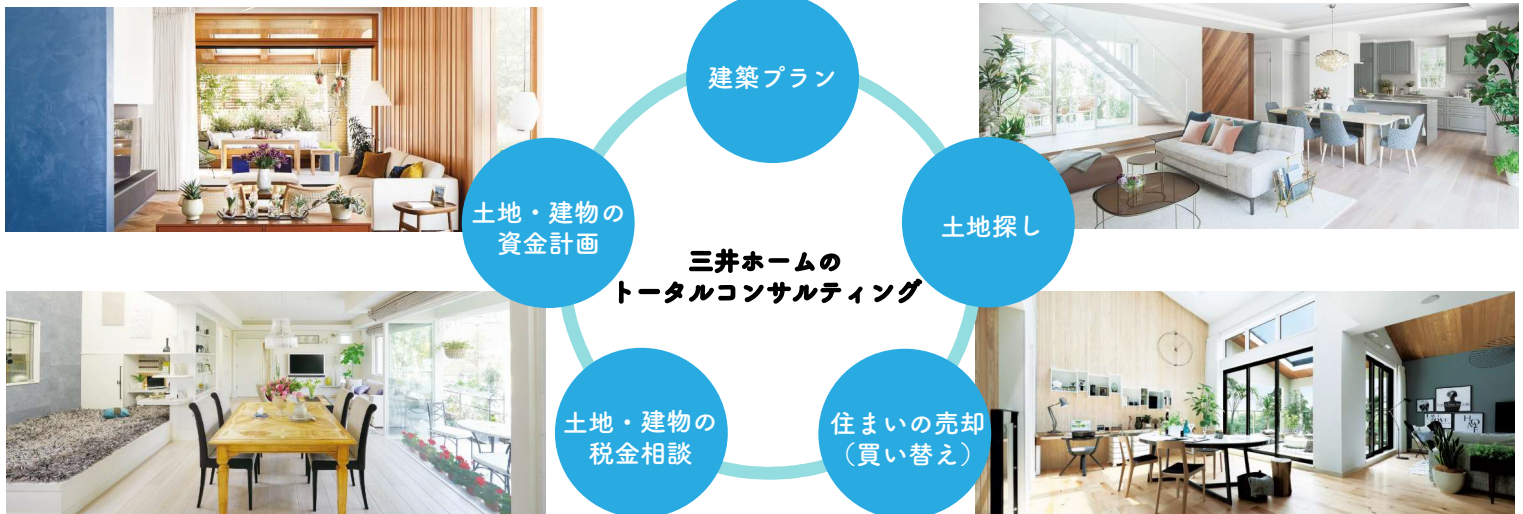 建築プラン
土地・建物の
資金計画
土地探し
三井ホームの
トータルコンサルティング
土地・建物の
税金相談
住まいの売却
（買い替え）